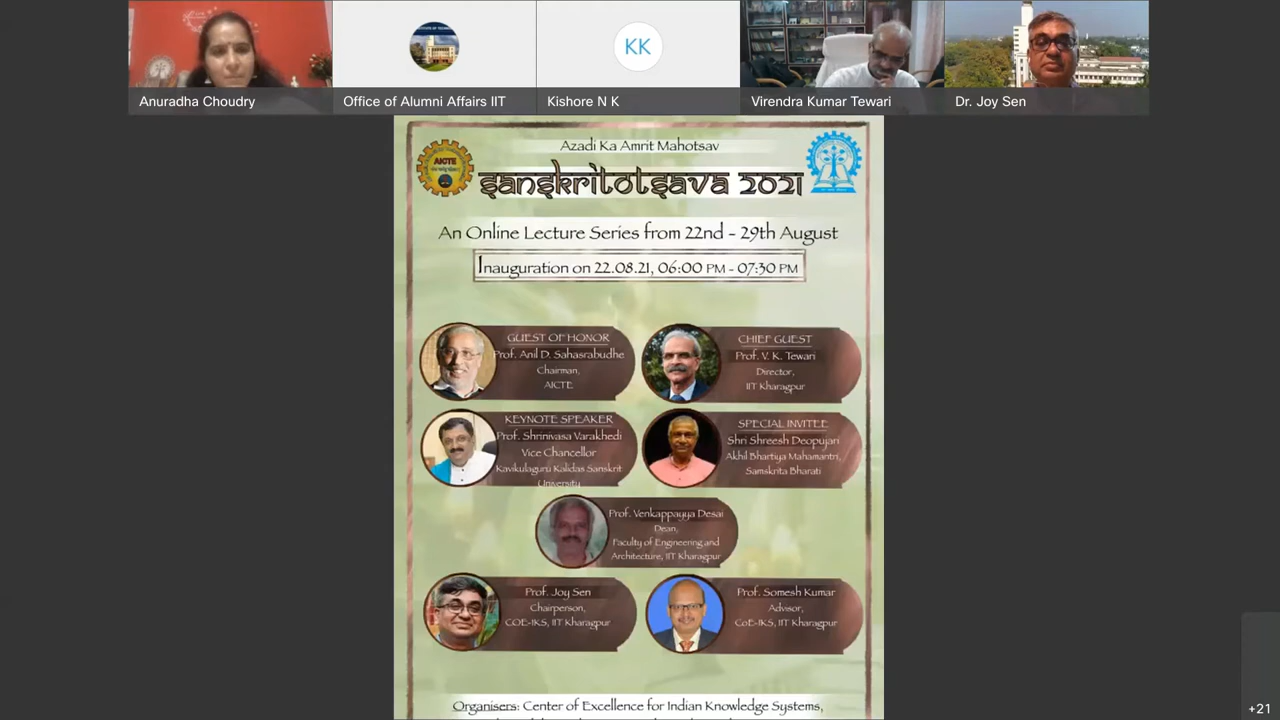 Anuradha Choudry
Office of Alumni Affairs IIT
KK
Kishore N K
Virendra Kumar Tewari
Dr. Joy Sen
Azadi Ka Amrit Mahotsav
AICTE
Sanskritotsava 2021
An Online Lecture Series from 22nd - 29th August
Inauguration on 22.08.21, 06:00 PM - 07:30 PM
GUEST OF HONOR
Prof. Anil D. Sahasrabudhe
Chairman,
AICTE
CHIEF GUEST
Prof. V. K. Tewari
Director,
IIT Kharagpur
KEYNOTE SPEAKER
Prof. Shrinivasa Varakhedi
Vice Chancellor
Kavikulaguru Kalidas Sanskrit
University
SPECIAL INVITEE
Shri Shreesh Deopujari
Akhil Bhartiya Mahamantri,
Samskrita Bharati
Prof. Venkappayya Desai
Dean,
Faculty of Engineering and
Architecture, IIT Kharagpur
Prof. Joy Sen
Chairperson,
COE-IKS, IIT Kharagpur
Prof. Somesh Kumar
Advisor,
CoE-IKS, IIT Kharagpur
Organisers: Center of Excellence for Indian Knowledge Systems,
+21